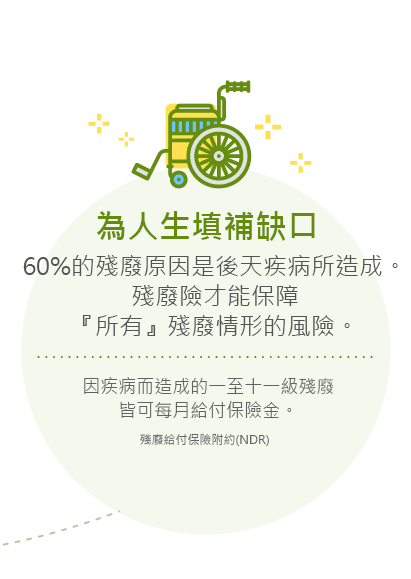 為人生填補缺口
60%的殘廢原因是後天疾病所造成。
殘廢險才能保障
『所有』殘廢情形的風險。
因疾病而造成的一至十一級殘廢
皆可每月給付保險金。
殘廢給付保險附約(NDR)